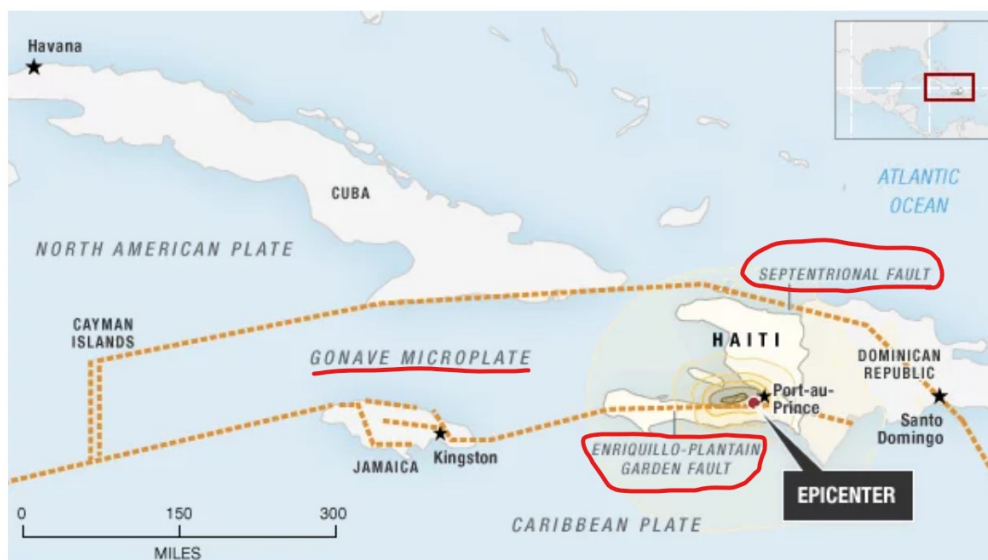 Havana
CUBA
ATLANTIC
OCEAN
NORTH AMERICAN PLATE
SEPTENTRIONAL FAULT
CAYMAN
ISLANDS
HAITI
GONAVE MICROPLATE
DOMINICAN
REPUBLIC
Port-au-
Prince
Santo
Domingo
JAMAICA
Kingston
ENRIQUILLO-PLANTAIN
GARDEN FAULT
EPICENTER
0 150 300
MILES
CARIBBEAN PLATE